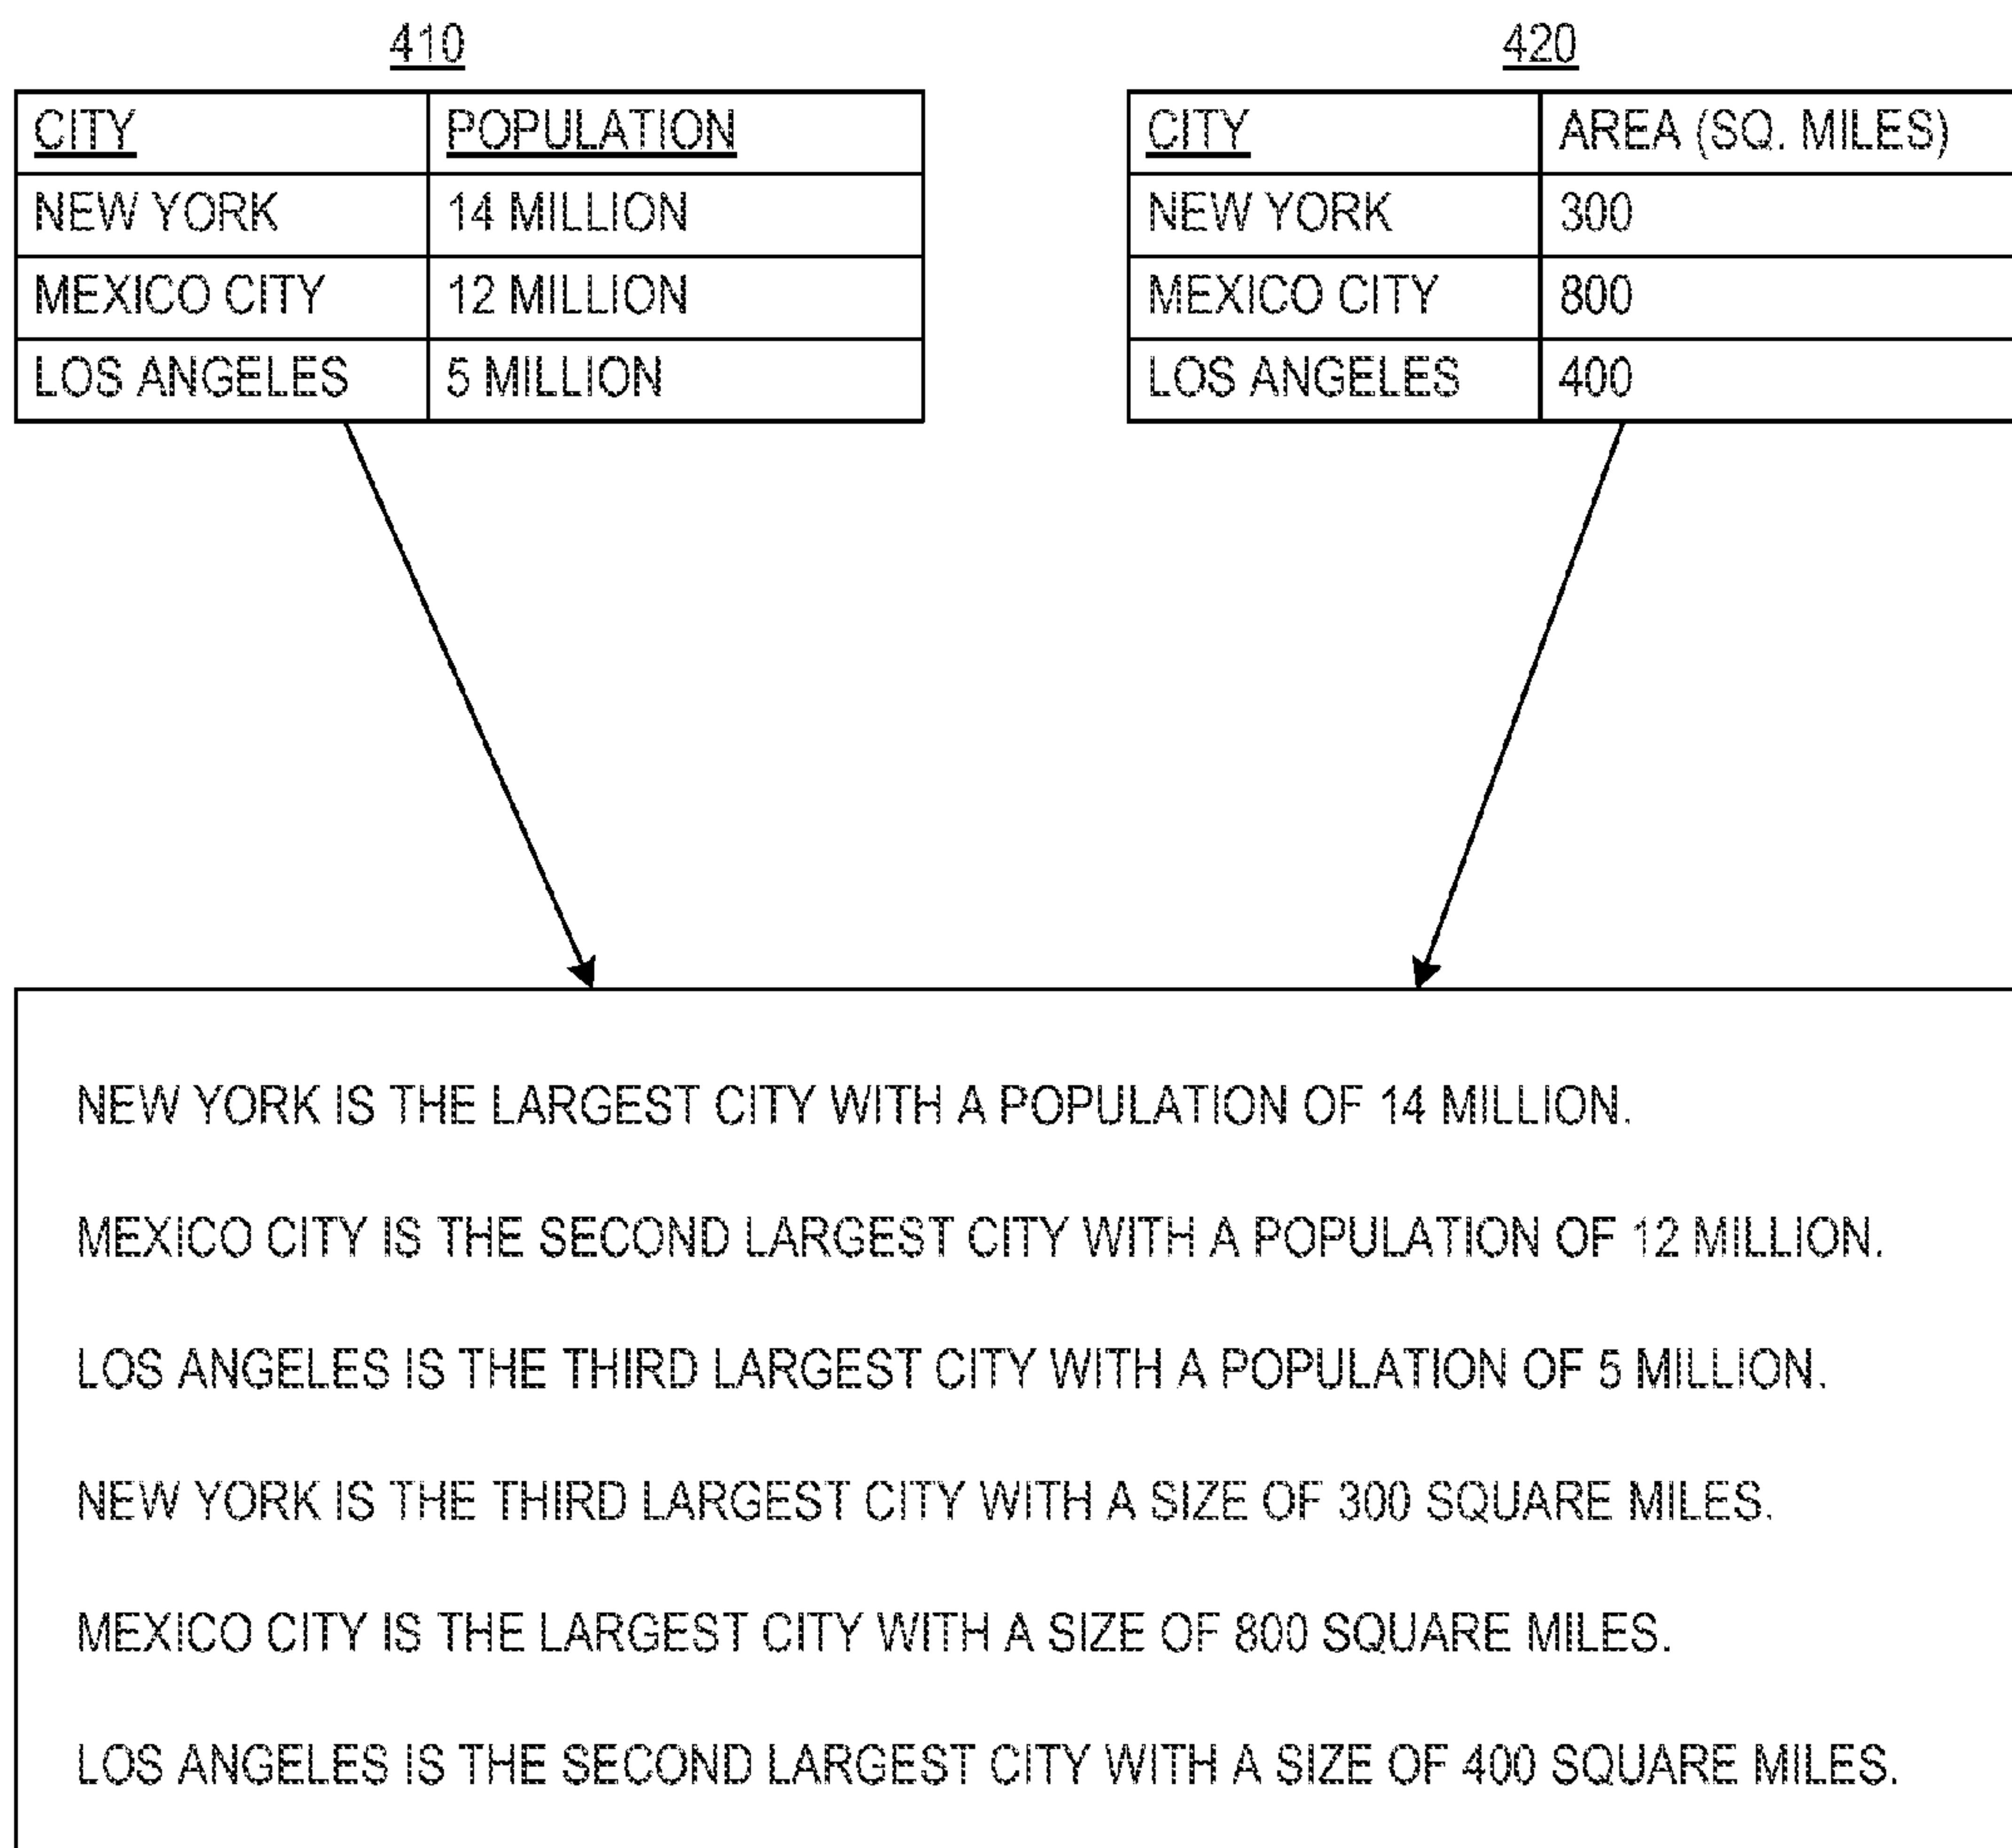 410
CITY POPULATION
NEW YORK 14 MILLION
MEXICO CITY 12 MILLION
LOS ANGELES 5 MILLION
420
CITY AREA (SQ. MILES)
NEW YORK 300
MEXICO CITY 800
LOS ANGELES 400
NEW YORK IS THE LARGEST CITY WITH A POPULATION OF 14 MILLION.
MEXICO CITY IS THE SECOND LARGEST CITY WITH A POPULATION OF 12 MILLION.
LOS ANGELES IS THE THIRD LARGEST CITY WITH A POPULATION OF 5 MILLION.
NEW YORK IS THE THIRD LARGEST CITY WITH A SIZE OF 300 SQUARE MILES.
MEXICO CITY IS THE LARGEST CITY WITH A SIZE OF 800 SQUARE MILES.
LOS ANGELES IS THE SECOND LARGEST CITY WITH A SIZE OF 400 SQUARE MILES.